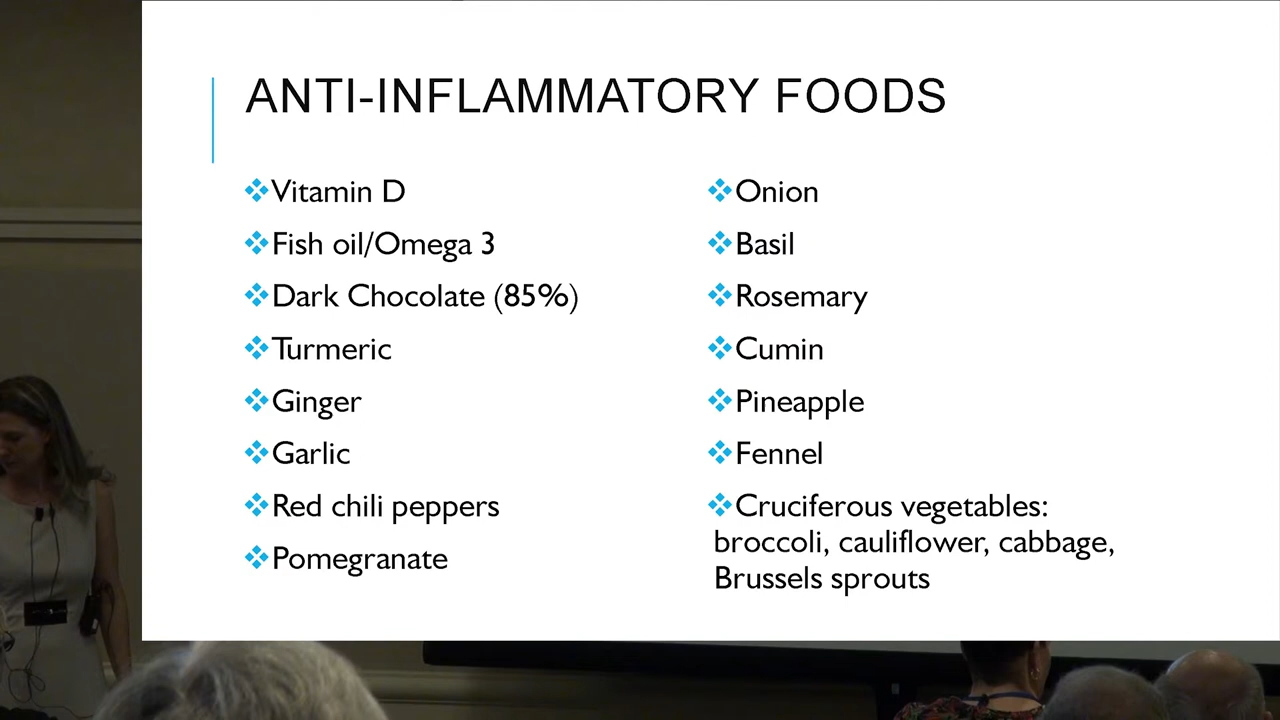 ANTI-INFLAMMATORY FOODS
❖Vitamin D
❖Fish oil/Omega 3
❖Dark Chocolate (85%)
❖Turmeric
❖Ginger
❖Garlic
❖Red chili peppers
❖Pomegranate
❖Onion
❖Basil
❖Rosemary
❖Cumin
❖Pineapple
❖Fennel
❖Cruciferous vegetables:
broccoli, cauliflower, cabbage,
Brussels sprouts